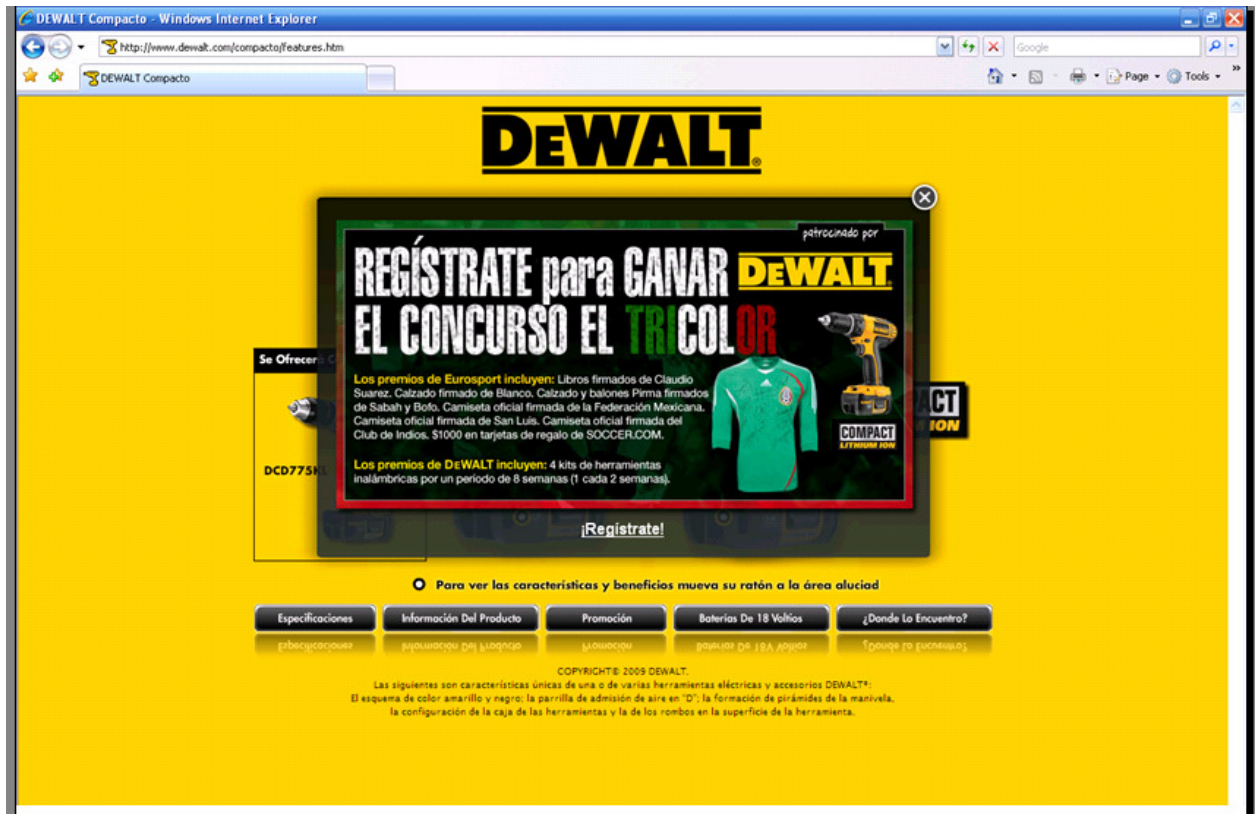 DEWALT Compacto - Windows Internet Explorer
http://www.dewalt.com/compacto/features.htm
Google
DEWALT Compacto
Page
Tools
DEWALT®
patrocinado por
REGÍSTRATE para GANAR
DEWALT
EL CONCURSO EL TRICOLOR
Los premios de Eurosport incluyen: Libros firmados de Claudio
Suarez. Calzado firmado de Blanco. Calzado y balones Pirma firmados
de Sabah y Bofo. Camiseta oficial firmada de la Federación Mexicana.
Camiseta oficial firmada de San Luis. Camiseta oficial firmada del
Club de Indios. $1000 en tarjetas de regalo de SOCCER.COM.
Los premios de DEWALT incluyen: 4 kits de herramientas
inalámbricas por un período de 8 semanas (1 cada 2 semanas).
COMPACT
LITHIUM ION
Se Ofrecer
DCD775KL
ACT
ION
¡Regístrate!
Para ver las características y beneficios mueva su ratón a la área aluciad
Especificaciones
Información Del Producto
Promoción
Baterías De 18 Voltios
¿Donde Lo Encuentro?
COPYRIGHT© 2009 DEWALT.
Las siguientes son características únicas de una o de varias herramientas eléctricas y accesorios DEWALT®:
El esquema de color amarillo y negro; la parrilla de admisión de aire en "D"; la formación de pirámides de la manivela,
la configuración de la caja de las herramientas y la de los rombos en la superficie de la herramienta.